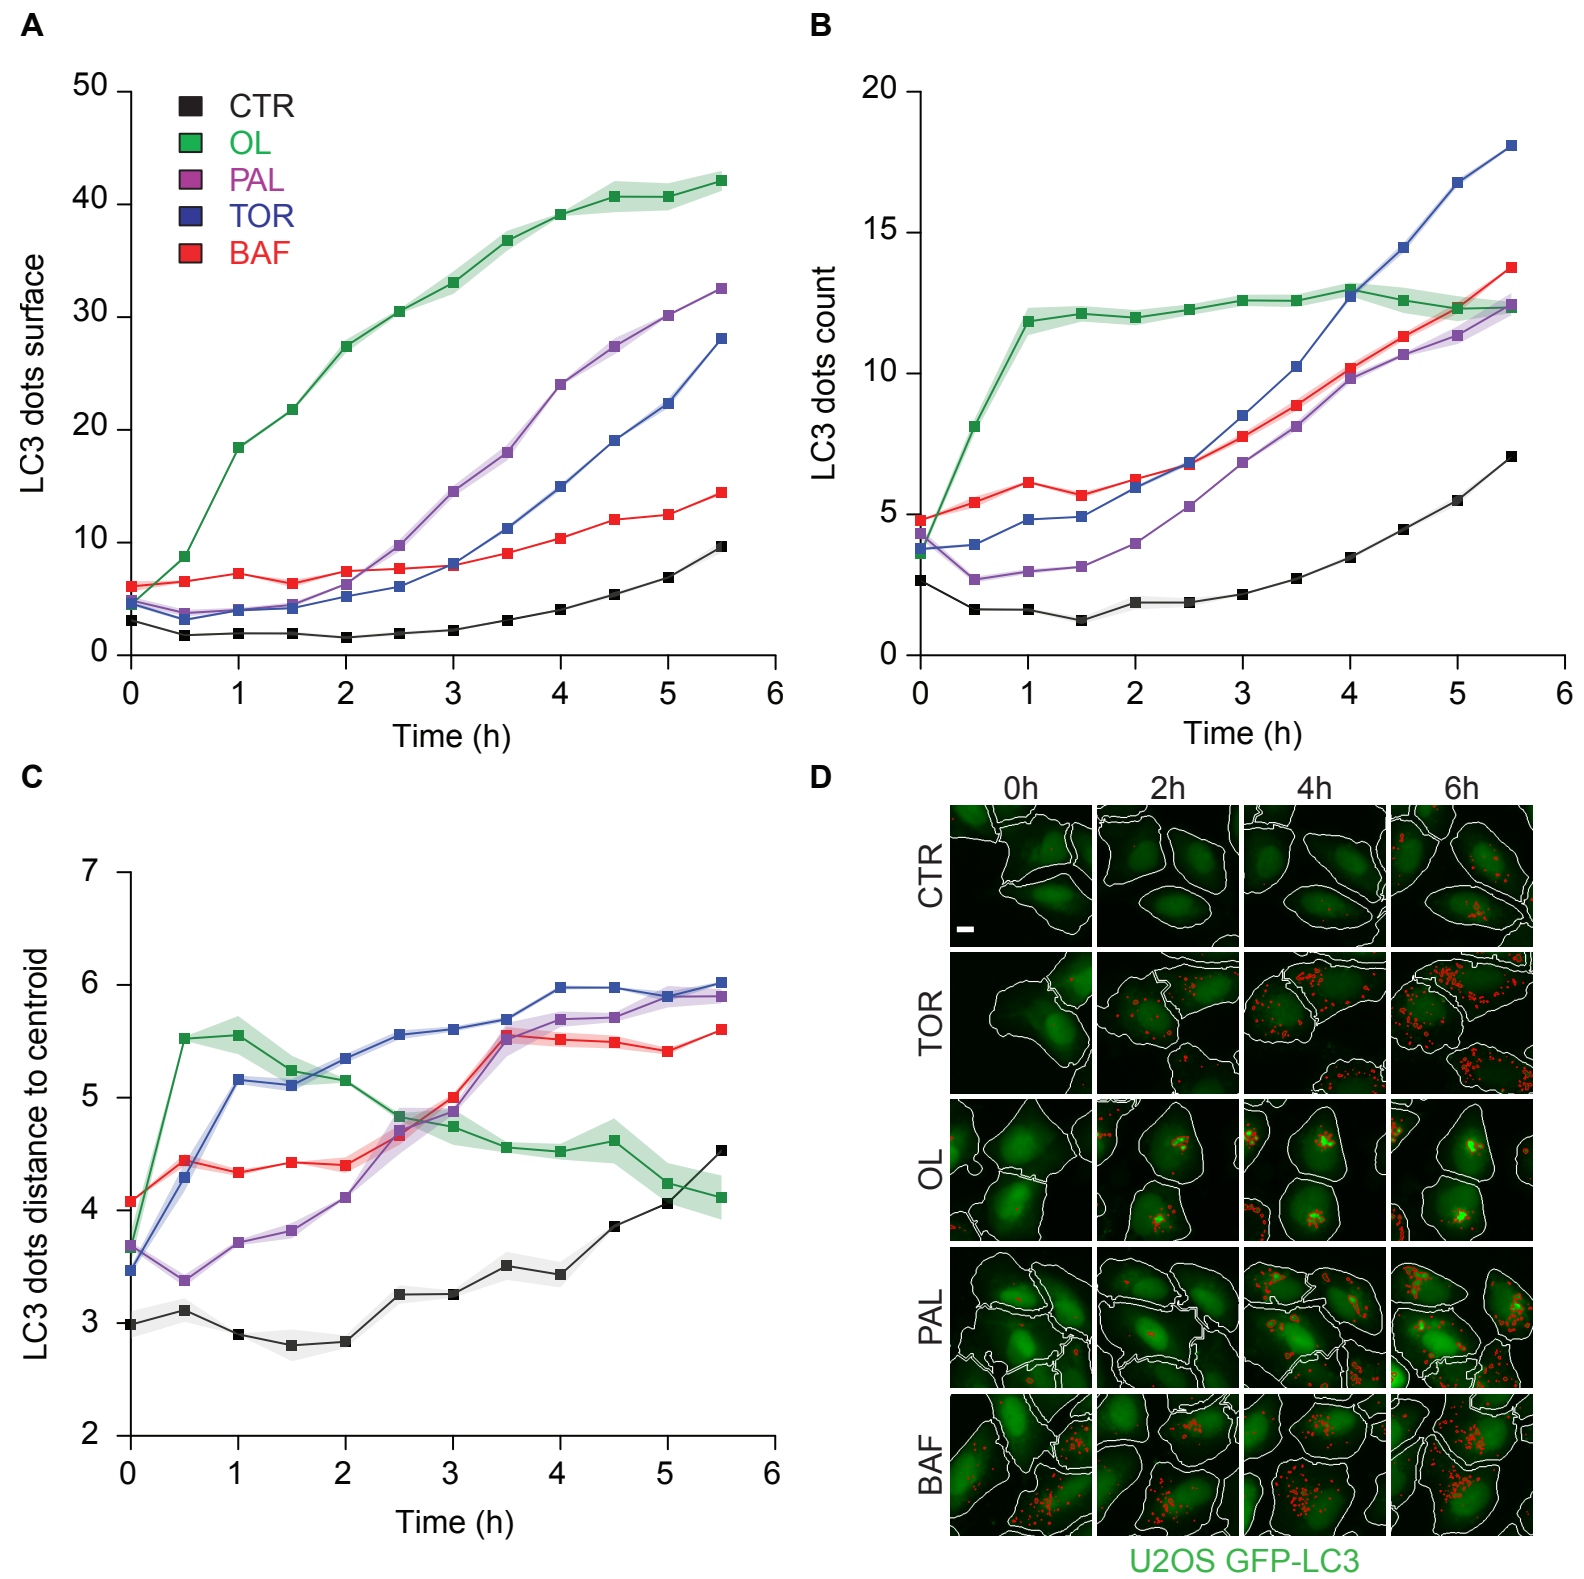 A
50
40
30
20
10
0
LC3 dots surface
CTR
OL
PAL
TOR
BAF
0 1 2 3 4 5 6
Time (h)
B
20
15
10
5
0
LC3 dots count
0 1 2 3 4 5 6
Time (h)
C
7
6
5
4
3
2
LC3 dots distance to centroid
0 1 2 3 4 5 6
Time (h)
D
0h 2h 4h 6h
CTR
TOR
OL
PAL
BAF
U2OS GFP-LC3